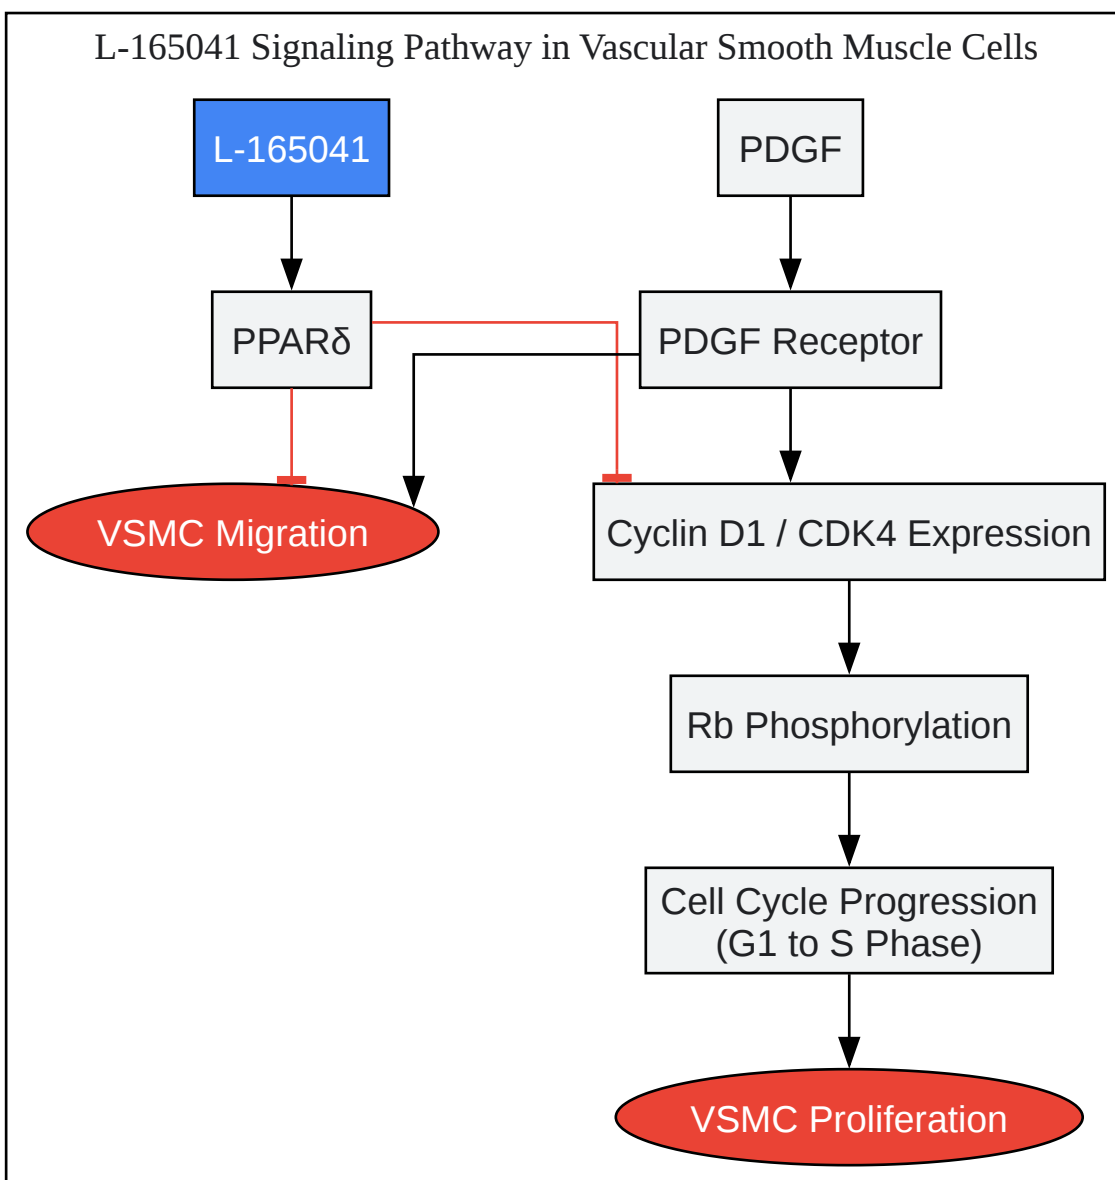 L-165041 Signaling Pathway in Vascular Smooth Muscle Cells
L-165041
PDGF
PPARδ
PDGF Receptor
VSMC Migration
Cyclin D1 / CDK4 Expression
Rb Phosphorylation
Cell Cycle Progression
(G1 to S Phase)
VSMC Proliferation